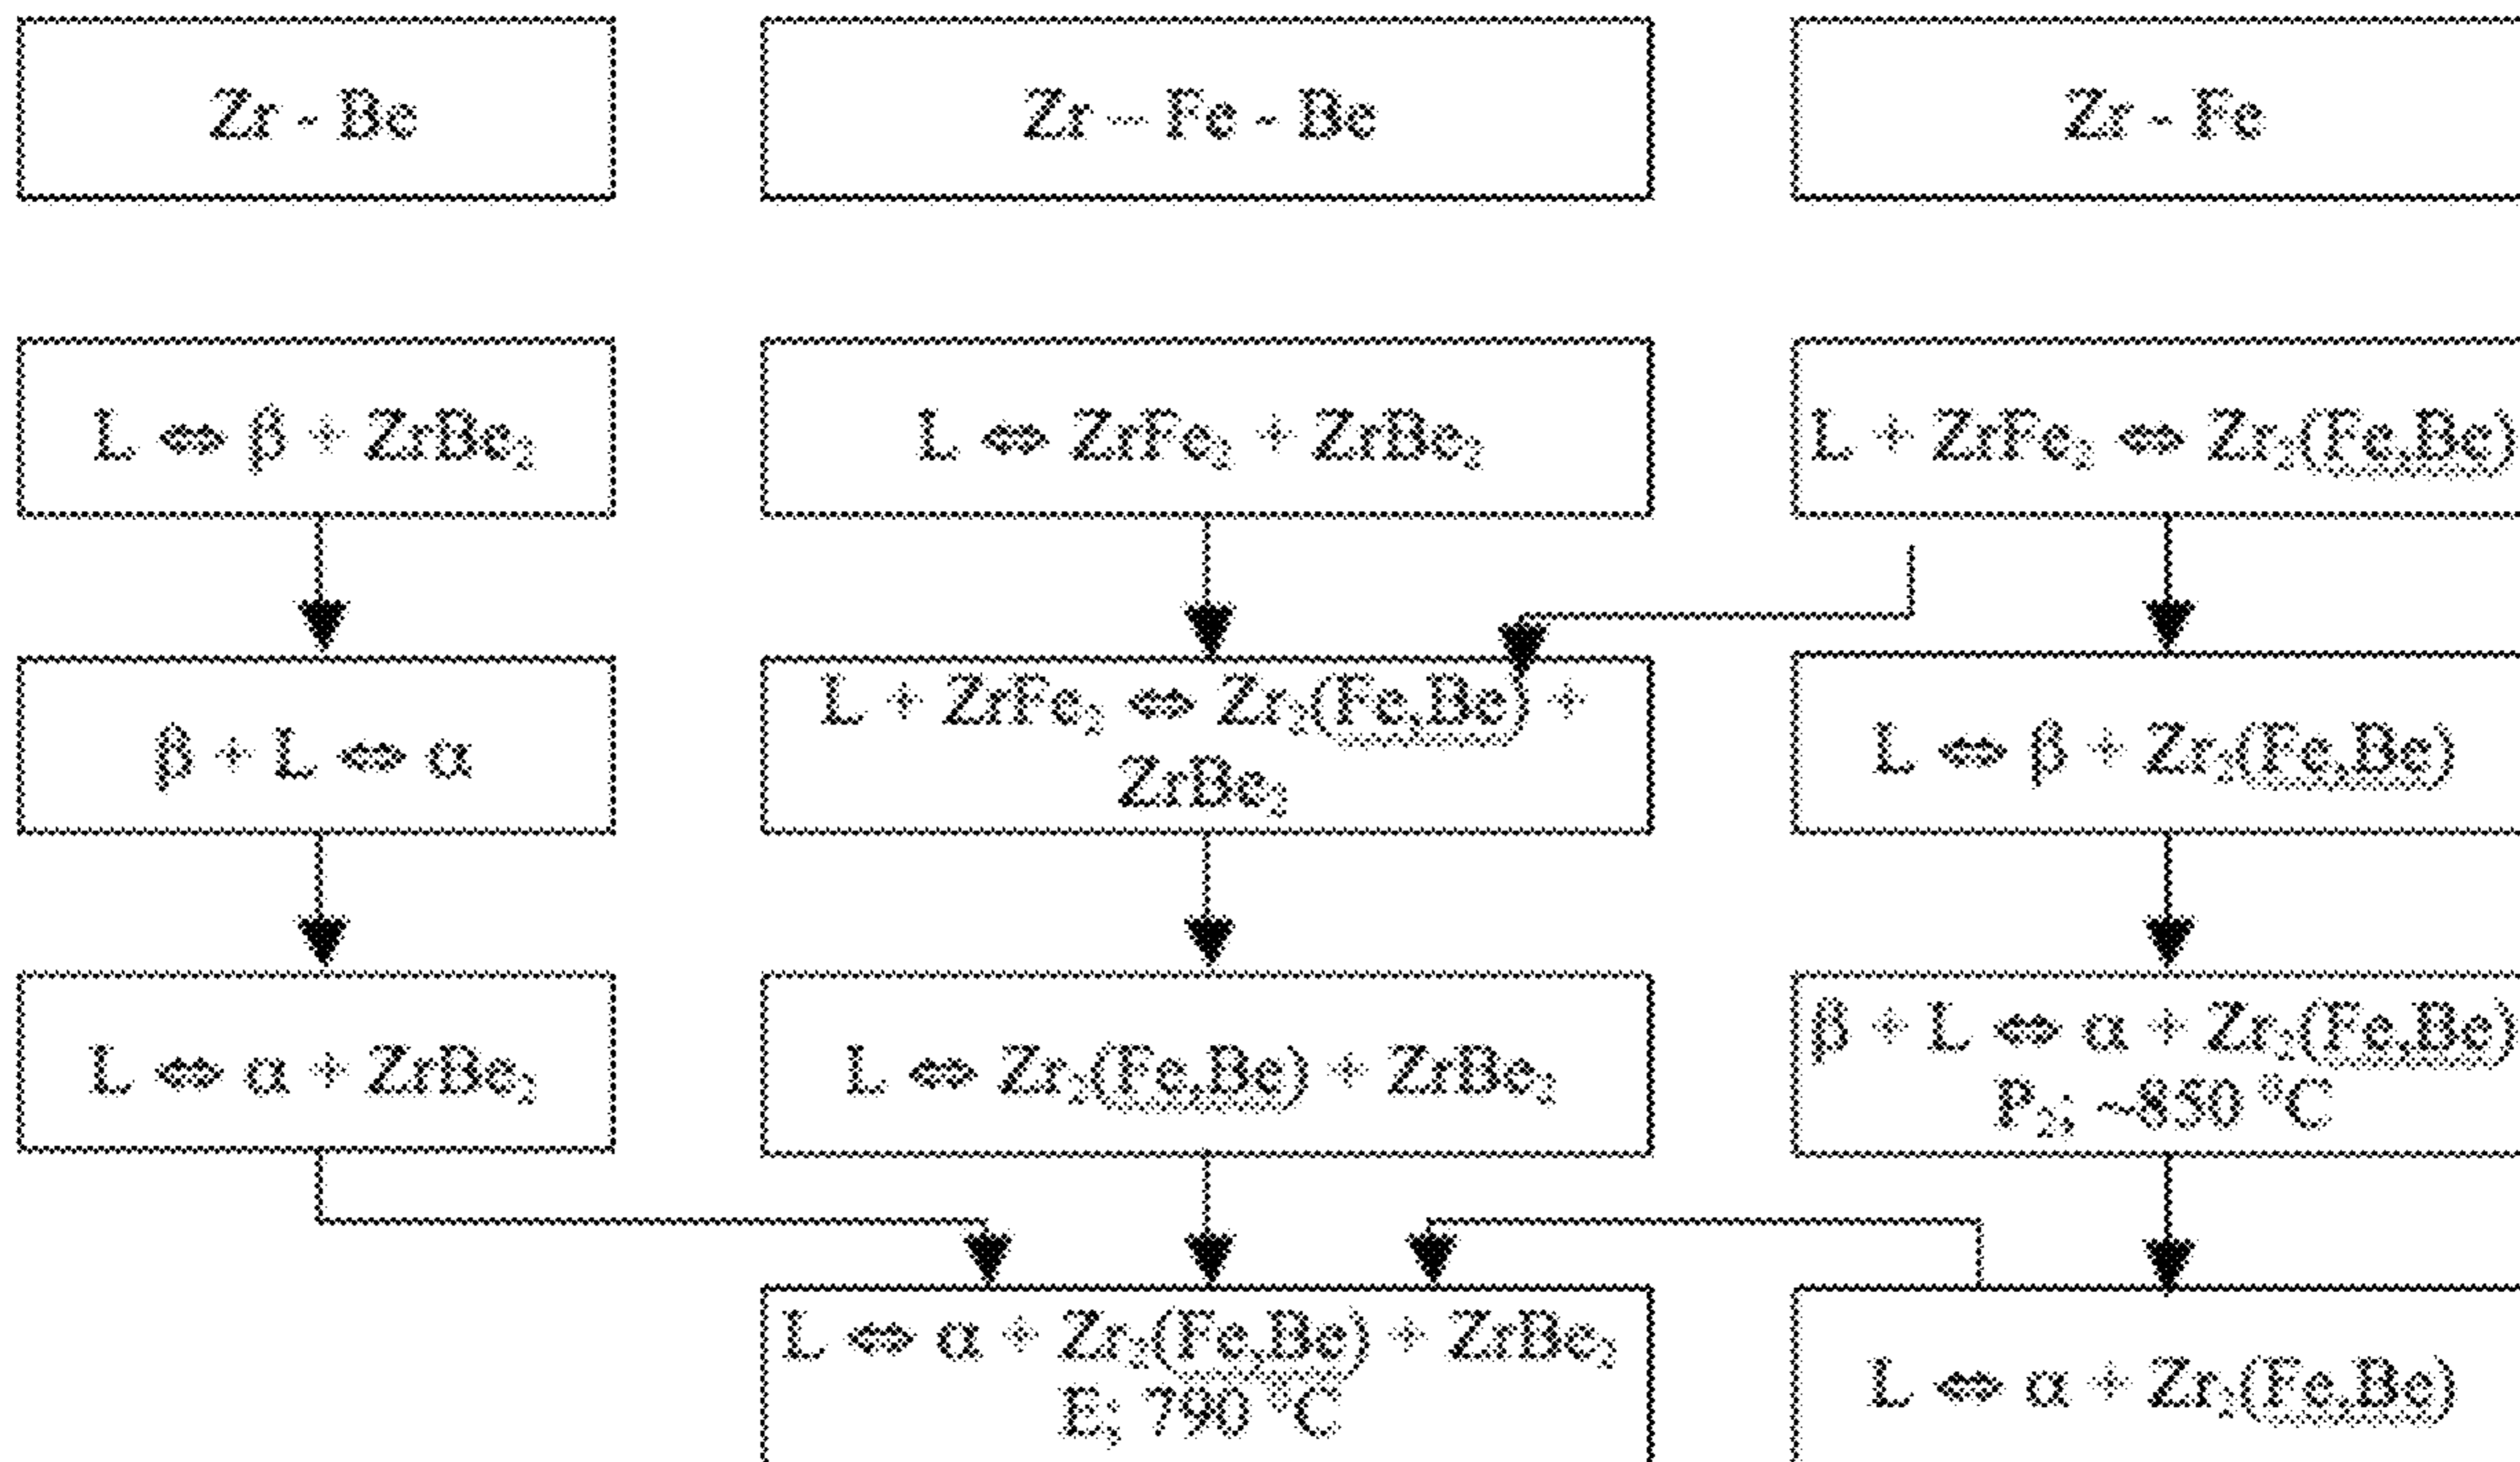 Zr - Be
Zr - Fe - Be
Zr - Fe
L ⇔ β + ZrBe₂
L ⇔ ZrFe₂ + ZrBe₂
L + ZrFe₂ ⇔ Zr₂(Fe,Be)
β + L ⇔ α
L + ZrFe₂ ⇔ Zr₂(Fe,Be) +
ZrBe₂
L ⇔ β + Zr₂(Fe,Be)
L ⇔ α + ZrBe₂
L ⇔ Zr₂(Fe,Be) + ZrBe₂
β + L ⇔ α + Zr₂(Fe,Be)
P₂; ~850 °C
L ⇔ α + Zr₂(Fe,Be) + ZrBe₂
E; 790 °C
L ⇔ α + Zr₂(Fe,Be)